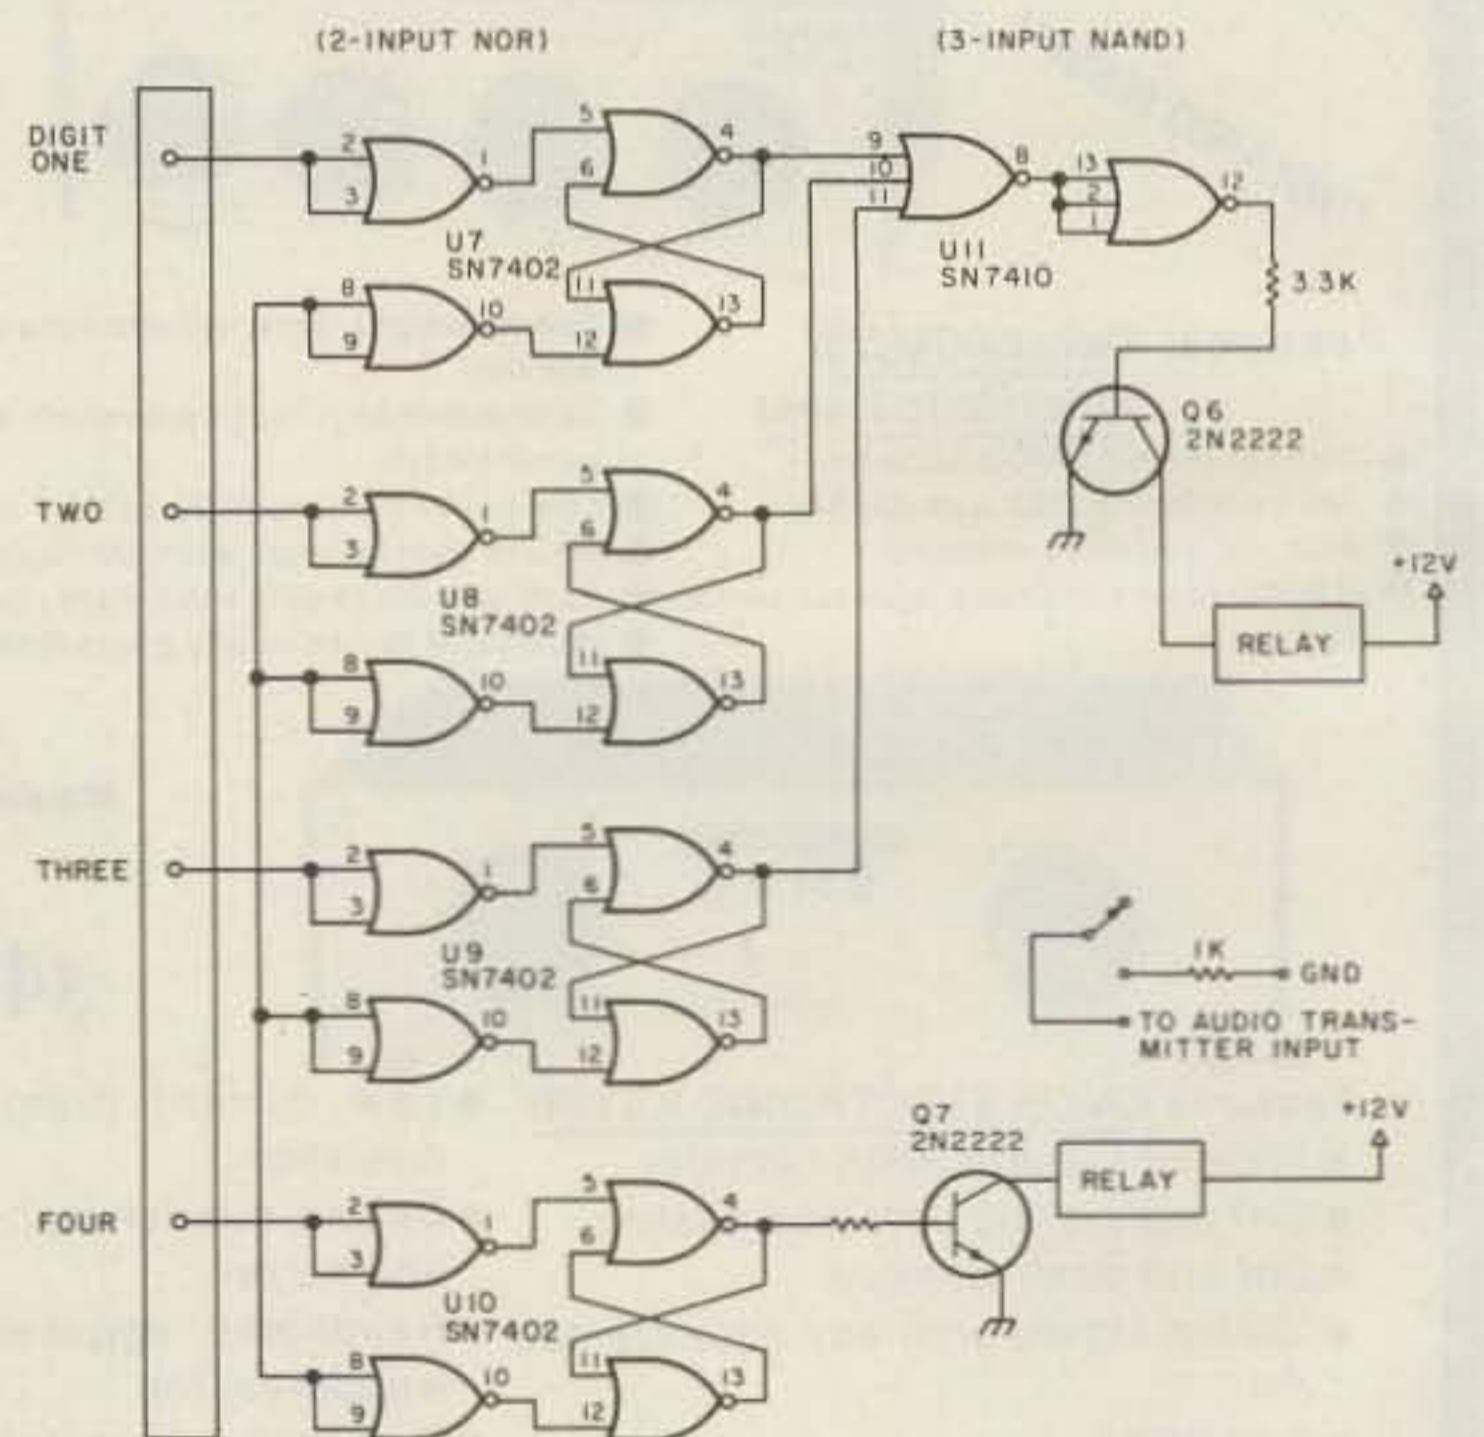 (2-INPUT NOR)
(3-INPUT NAND)
DIGIT
ONE
2
3
1
5
6
4
U7
SN7402
8
9
10
11
12
13
9
10
11
8
U11
SN7410
13
2
1
12
3.3K
Q6
2N2222
+12V
RELAY
TWO
2
3
1
5
6
4
U8
SN7402
8
9
10
11
12
13
THREE
2
3
1
5
6
4
U9
SN7402
8
9
10
11
12
13
1K
GND
TO AUDIO TRANS-
MITTER INPUT
FOUR
2
3
1
5
6
4
U10
SN7402
8
9
10
11
12
13
Q7
2N2222
+12V
RELAY